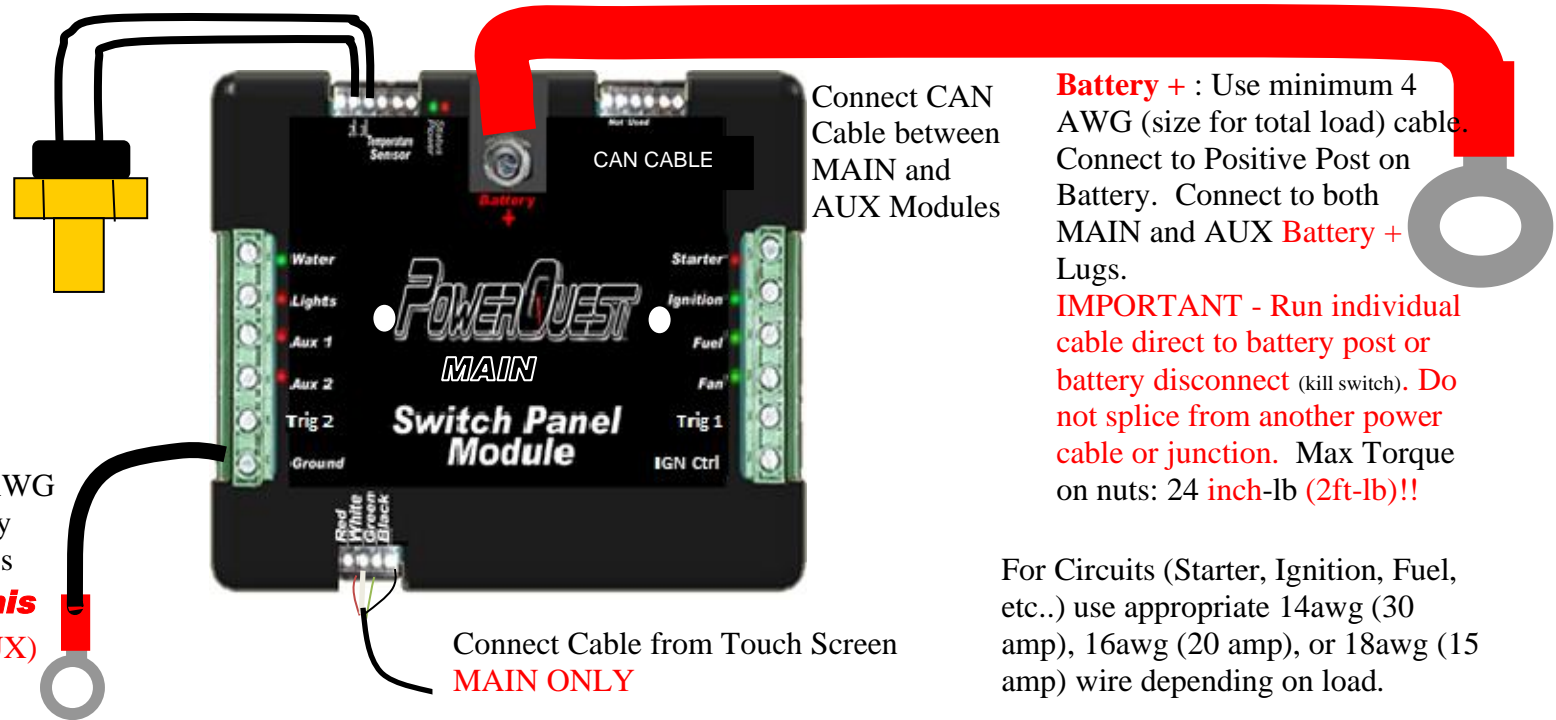 Connect CAN
Cable between
MAIN and
AUX Modules
Battery + : Use minimum 4
AWG (size for total load) cable.
Connect to Positive Post on
Battery. Connect to both
MAIN and AUX Battery +
Lugs.
IMPORTANT - Run individual
cable direct to battery post or
battery disconnect (kill switch). Do
not splice from another power
cable or junction. Max Torque
on nuts: 24 inch-lb (2ft-lb)!!
For Circuits (Starter, Ignition, Fuel,
etc..) use appropriate 14awg (30
amp), 16awg (20 amp), or 18awg (15
amp) wire depending on load.
Temperature
Sensor
Status
Power
Not Used
CAN CABLE
Battery
+
Water
Lights
Aux 1
Aux 2
Trig 2
Ground
POWERQUEST
MAIN
Switch Panel
Module
Starter
Ignition
Fuel
Fan
Trig 1
IGN Ctrl
Red
White
Green
Black
AWG
y
s
his
UX)
Connect Cable from Touch Screen
MAIN ONLY